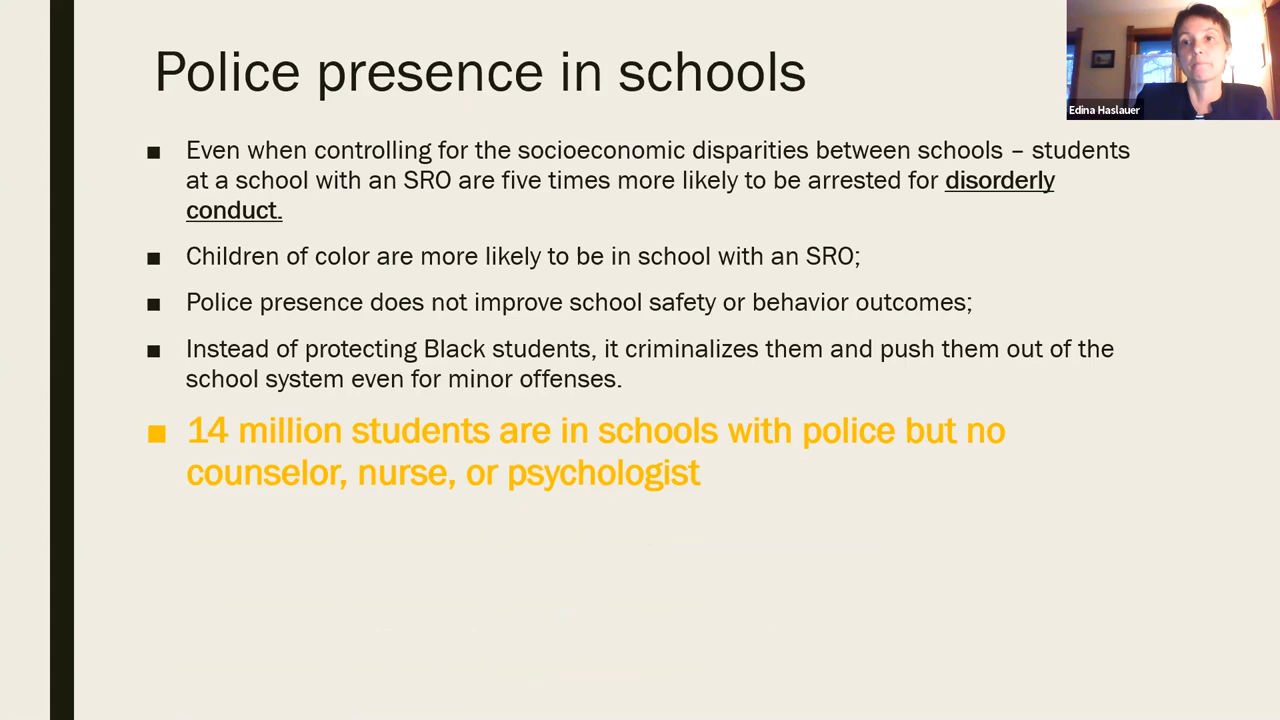 Police presence in schools
Edina Haslauer
■ Even when controlling for the socioeconomic disparities between schools – students
at a school with an SRO are five times more likely to be arrested for disorderly
conduct.
■ Children of color are more likely to be in school with an SRO;
■ Police presence does not improve school safety or behavior outcomes;
■ Instead of protecting Black students, it criminalizes them and push them out of the
school system even for minor offenses.
■ 14 million students are in schools with police but no
counselor, nurse, or psychologist